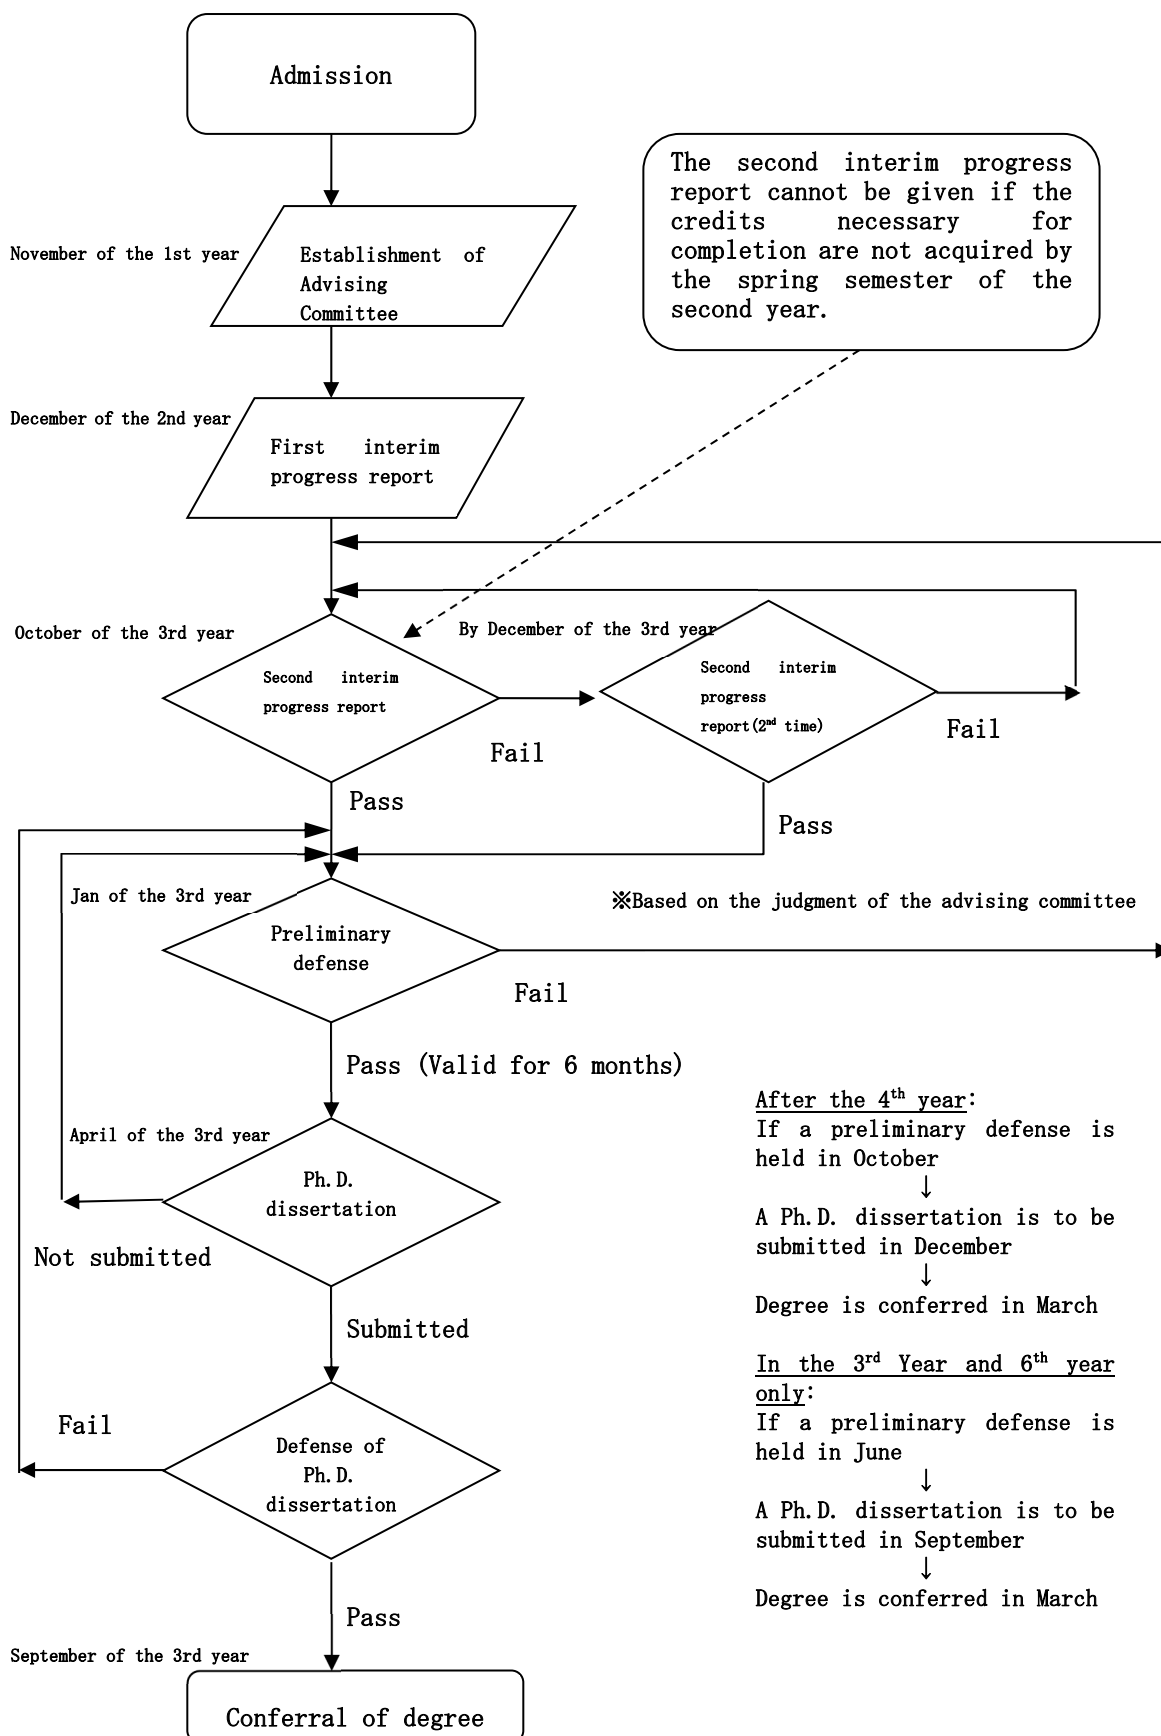 Admission
The second interim progress
report cannot be given if the
credits necessary for
completion are not acquired by
the spring semester of the
second year.
November of the 1st year
Establishment of
Advising
Committee
December of the 2nd year
First interim
progress report
October of the 3rd year
Second interim
progress report
Fail
By December of the 3rd year
Second interim
progress
report(2nd time)
Fail
Pass
Pass
Jan of the 3rd year
※Based on the judgment of the advising committee
Preliminary
defense
Fail
Pass (Valid for 6 months)
April of the 3rd year
Ph.D.
dissertation
Not submitted
Submitted
Fail
Defense of
Ph.D.
dissertation
Pass
September of the 3rd year
Conferral of degree
After the 4th year:
If a preliminary defense is
held in October
↓
A Ph.D. dissertation is to be
submitted in December
↓
Degree is conferred in March
In the 3rd Year and 6th year
only:
If a preliminary defense is
held in June
↓
A Ph.D. dissertation is to be
submitted in September
↓
Degree is conferred in March